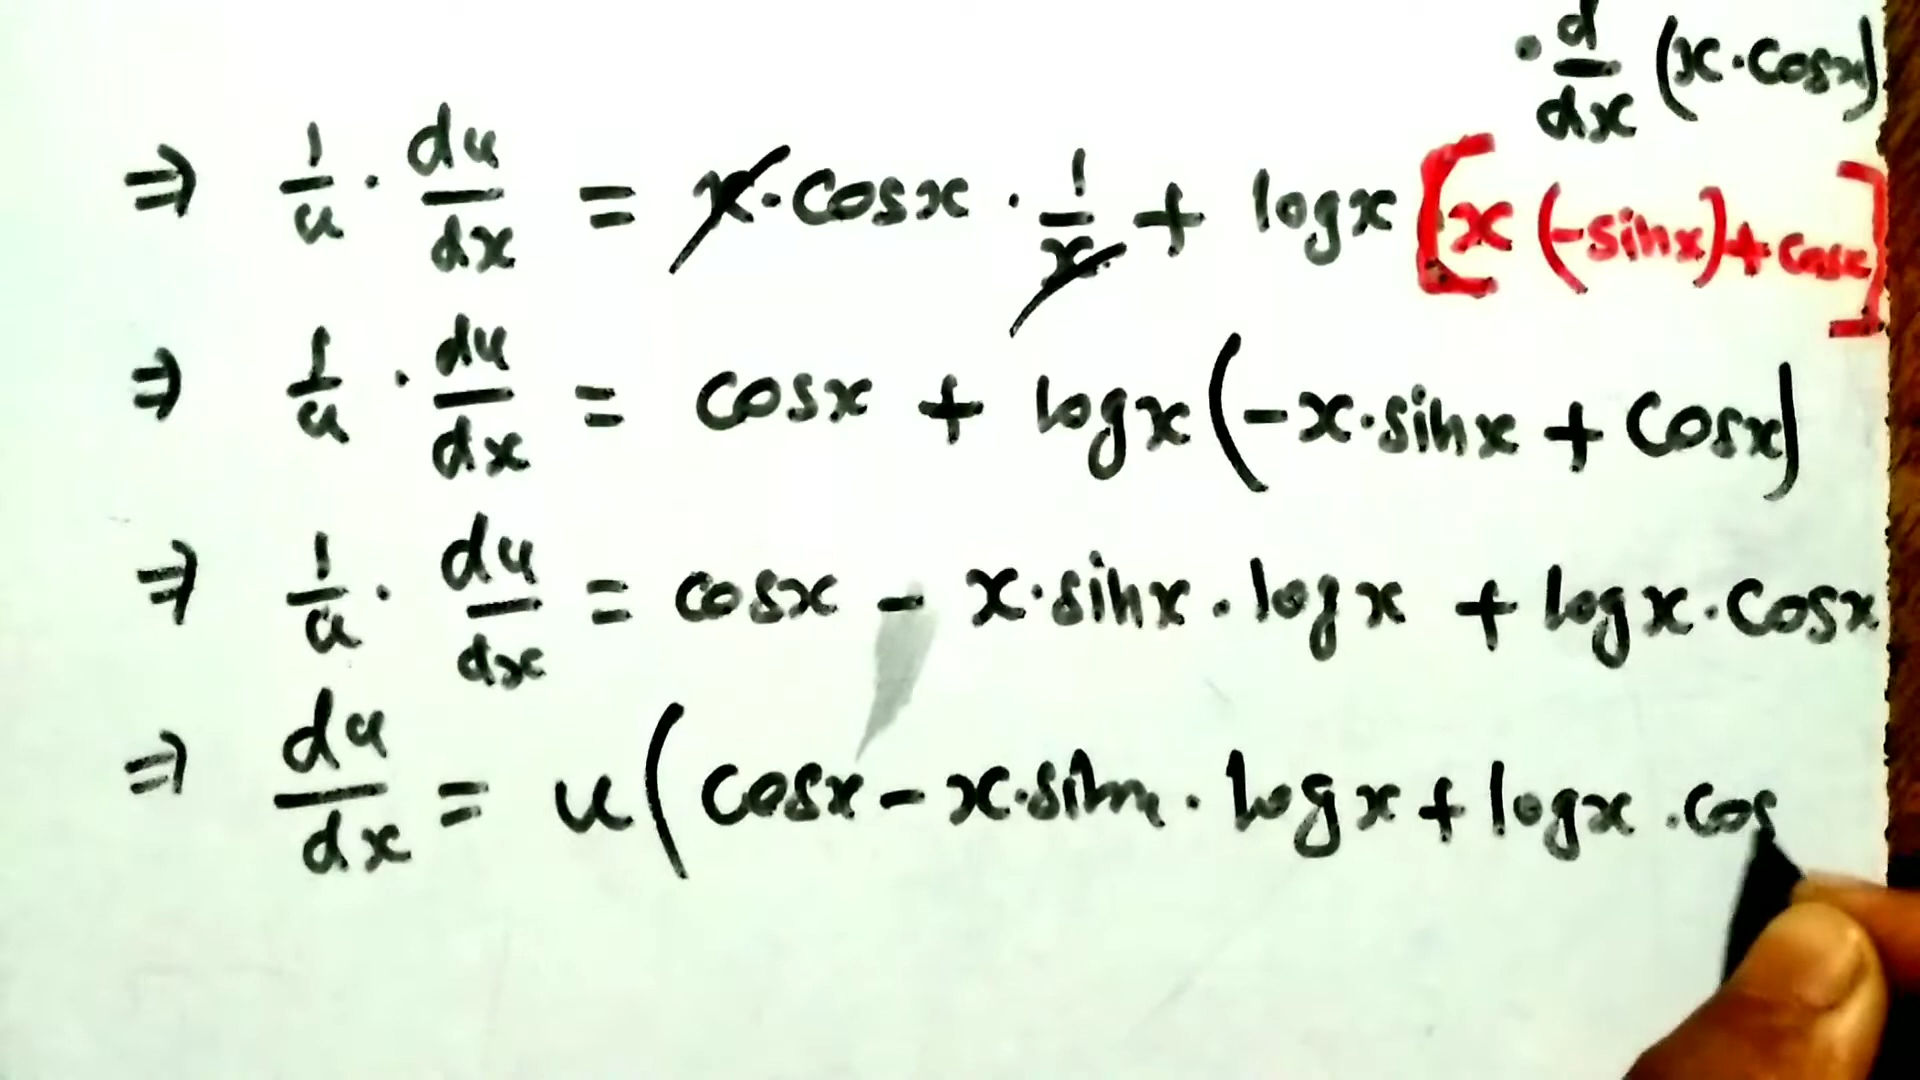 · d/dx (x·cosx)
⇒ 1/u · du/dx = x·cosx · 1/x + logx [x (-sinx)+cosx]
⇒ 1/u · du/dx = cosx + logx (-x·sinx + cosx)
⇒ 1/u · du/dx = cosx - x·sinx · logx + logx · cosx
⇒ du/dx = u (cosx - x·sinx · logx + logx · cos